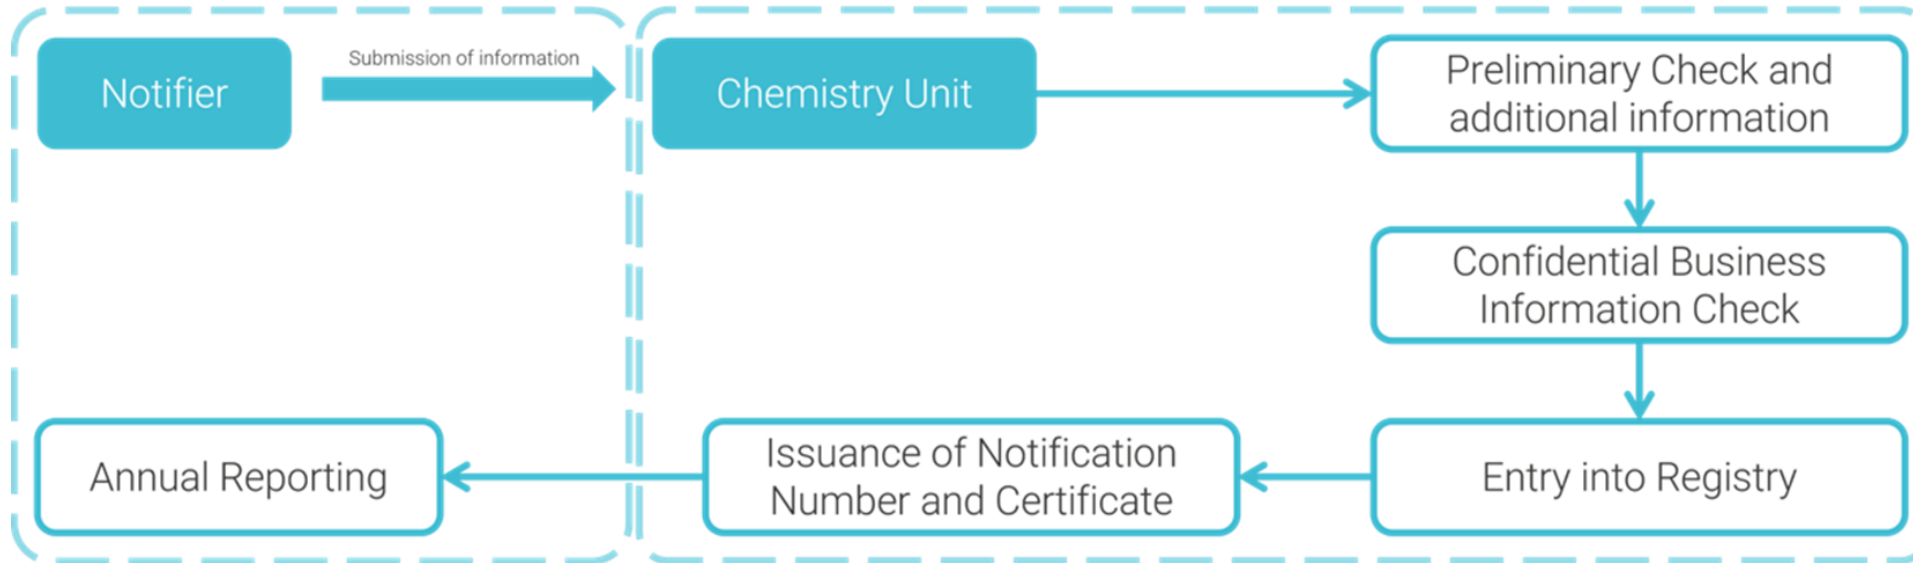 Notifier
Submission of information
Chemistry Unit
Preliminary Check and
additional information
Confidential Business
Information Check
Entry into Registry
Issuance of Notification
Number and Certificate
Annual Reporting